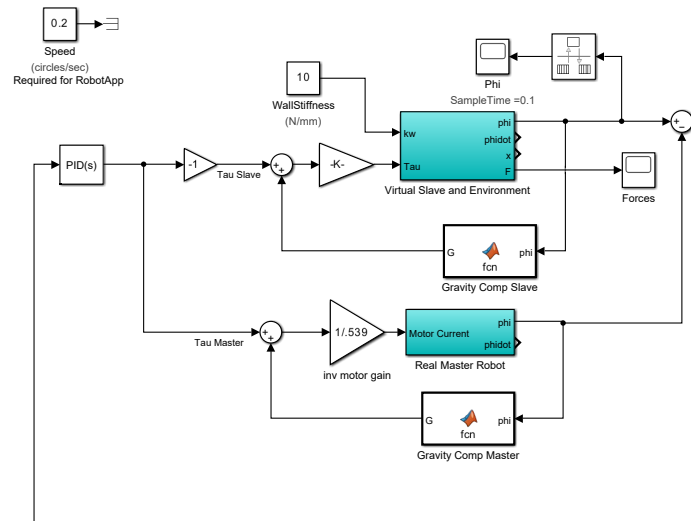 0.2
Speed
(circles/sec)
Required for RobotApp
10
WallStiffness
(N/mm)
Phi
SampleTime =0.1
PID(s)
-1
Tau Slave
+
+
-K-
kw
Tau
phi
phidot
x
F
Virtual Slave and Environment
+
−
Forces
G
fcn
phi
Gravity Comp Slave
Tau Master
+
+
1/.539
inv motor gain
Motor Current
phi
phidot
Real Master Robot
G
fcn
phi
Gravity Comp Master